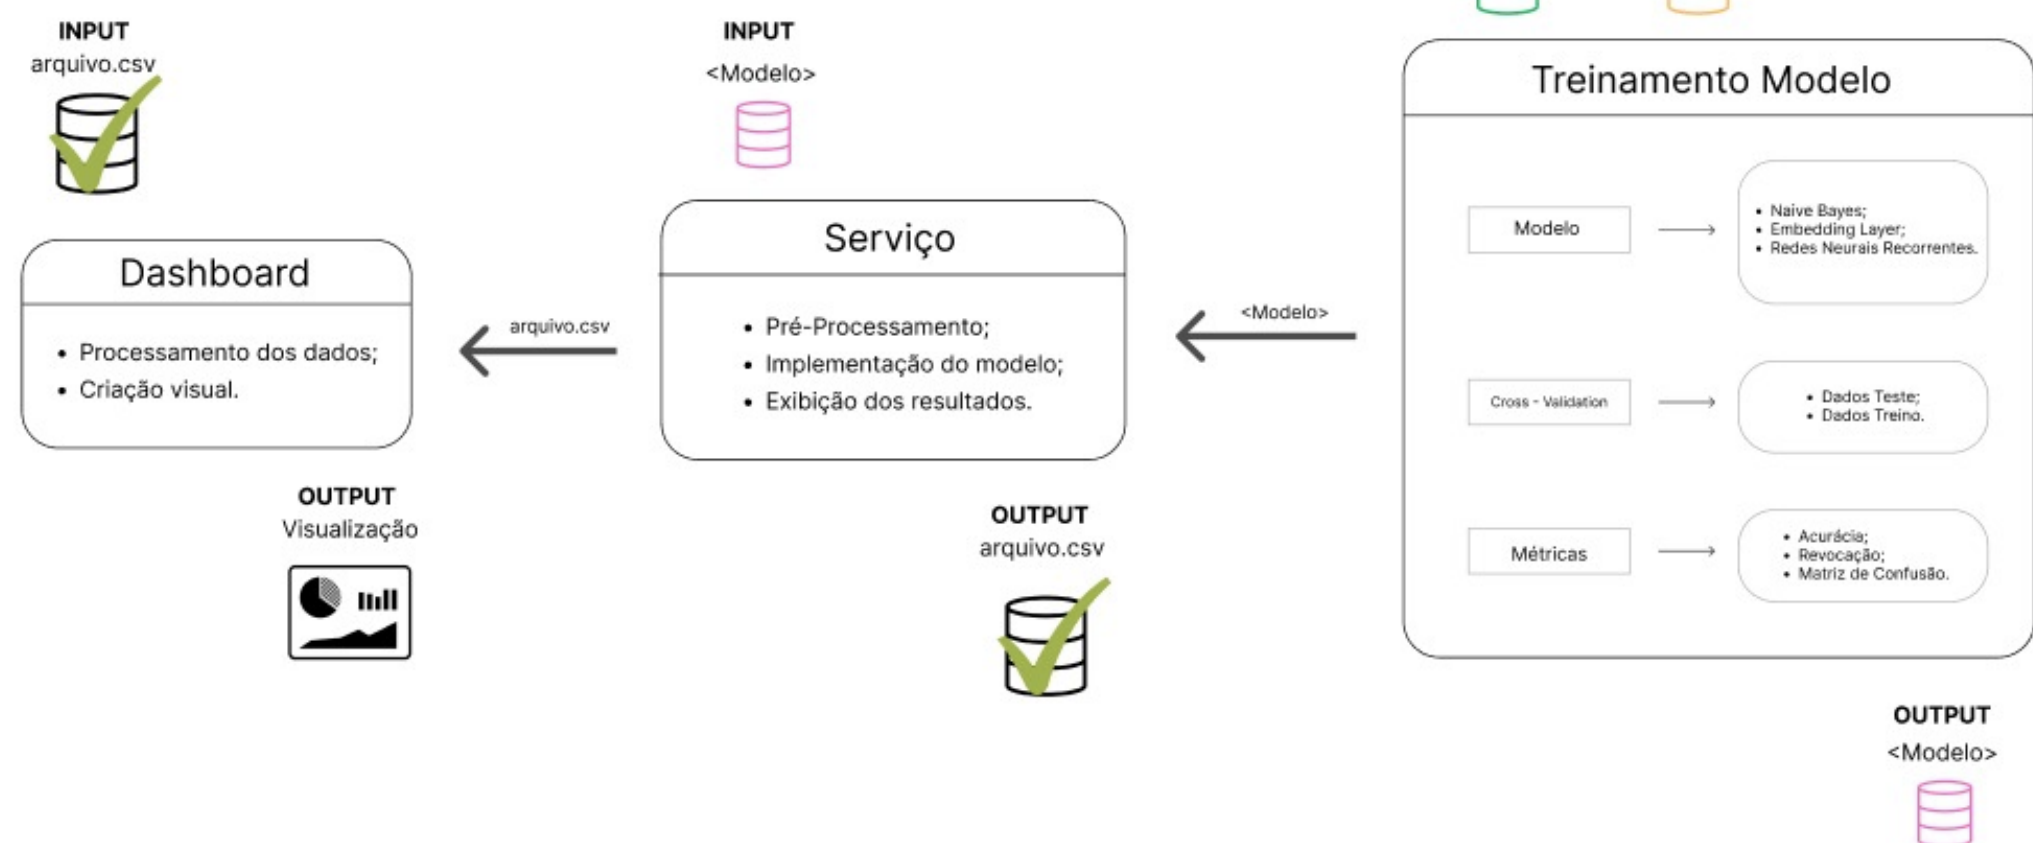 INPUT
arquivo.csv
Dashboard
• Processamento dos dados;
• Criação visual.
OUTPUT
Visualização
arquivo.csv
INPUT
<Modelo>
Serviço
• Pré-Processamento;
• Implementação do modelo;
• Exibição dos resultados.
OUTPUT
arquivo.csv
<Modelo>
Treinamento Modelo
Modelo
• Naive Bayes;
• Embedding Layer;
• Redes Neurais Recorrentes.
Cross - Validation
• Dados Teste;
• Dados Treino.
Métricas
• Acurácia;
• Revocação;
• Matriz de Confusão.
OUTPUT
<Modelo>